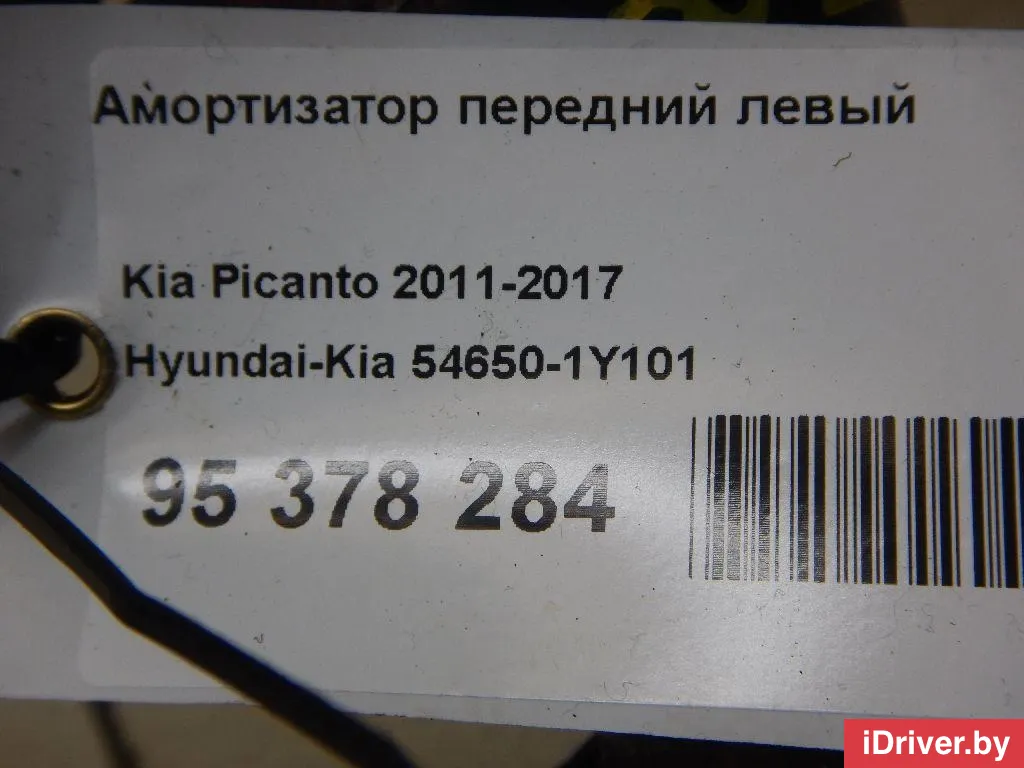 Амортизатор передний левый
Kia Picanto 2011-2017
Hyundai-Kia 54650-1Y101
95 378 284
iDriver.by